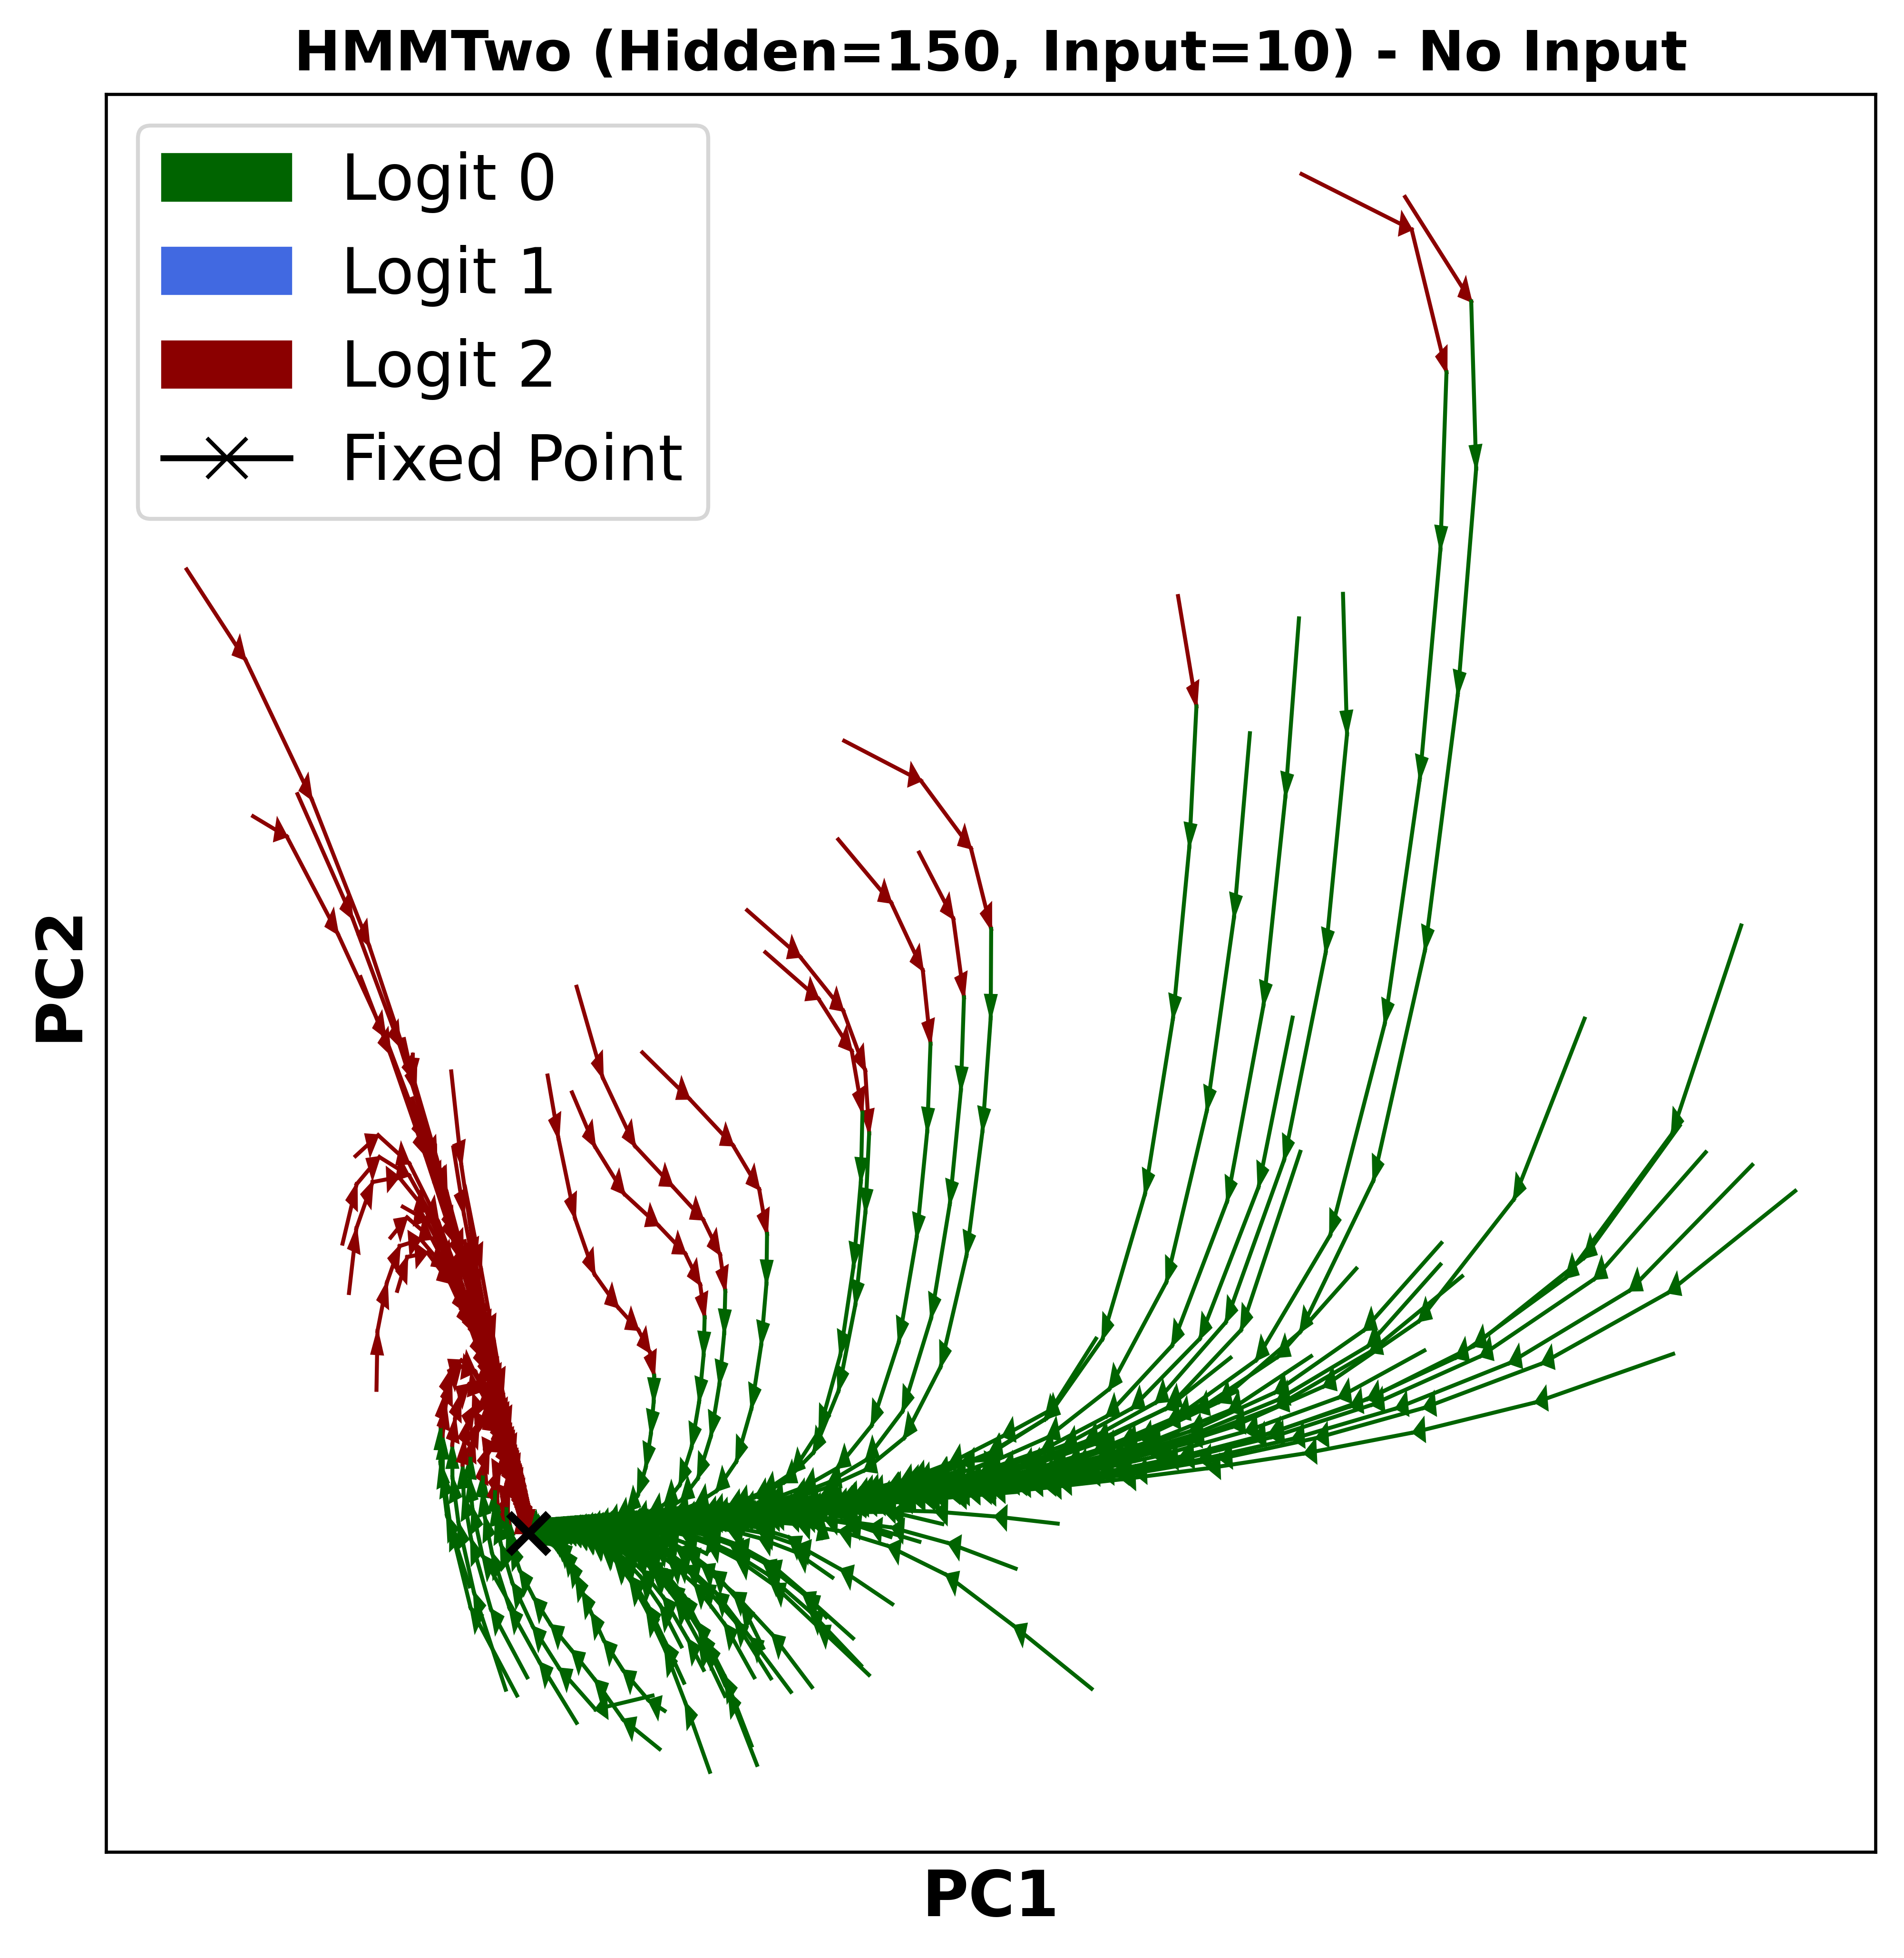 HMMTwo (Hidden=150, Input=10) - No Input
Logit 0
Logit 1
Logit 2
Fixed Point
PC2
PC1